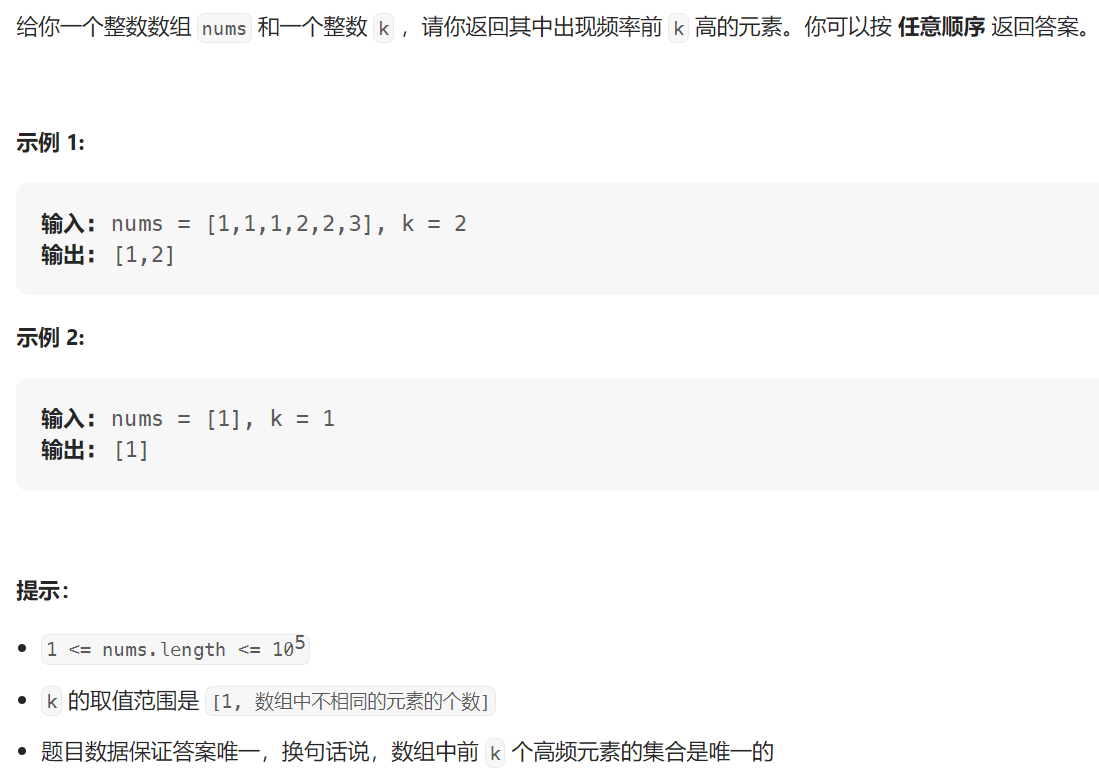 给你一个整数数组 nums 和一个整数 k ，请你返回其中出现频率前 k 高的元素。你可以按 任意顺序 返回答案。
示例 1:
输入： nums = [1,1,1,2,2,3], k = 2
输出： [1,2]
示例 2:
输入： nums = [1], k = 1
输出： [1]
提示：
1 <= nums.length <= 10⁵
k 的取值范围是 [1, 数组中不相同的元素的个数]
题目数据保证答案唯一，换句话说，数组中前 k 个高频元素的集合是唯一的